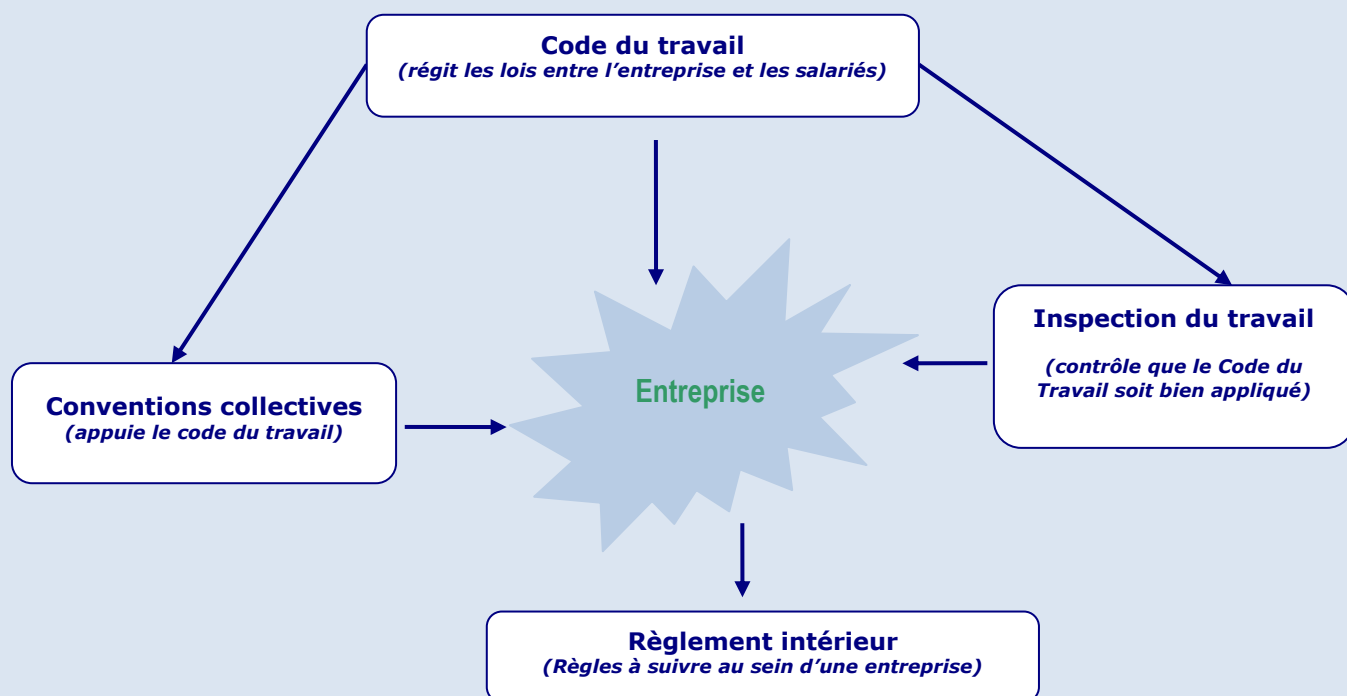 Code du travail
(régit les lois entre l’entreprise et les salariés)
Inspection du travail
(contrôle que le Code du
Travail soit bien appliqué)
Entreprise
Conventions collectives
(appuie le code du travail)
Règlement intérieur
(Règles à suivre au sein d’une entreprise)